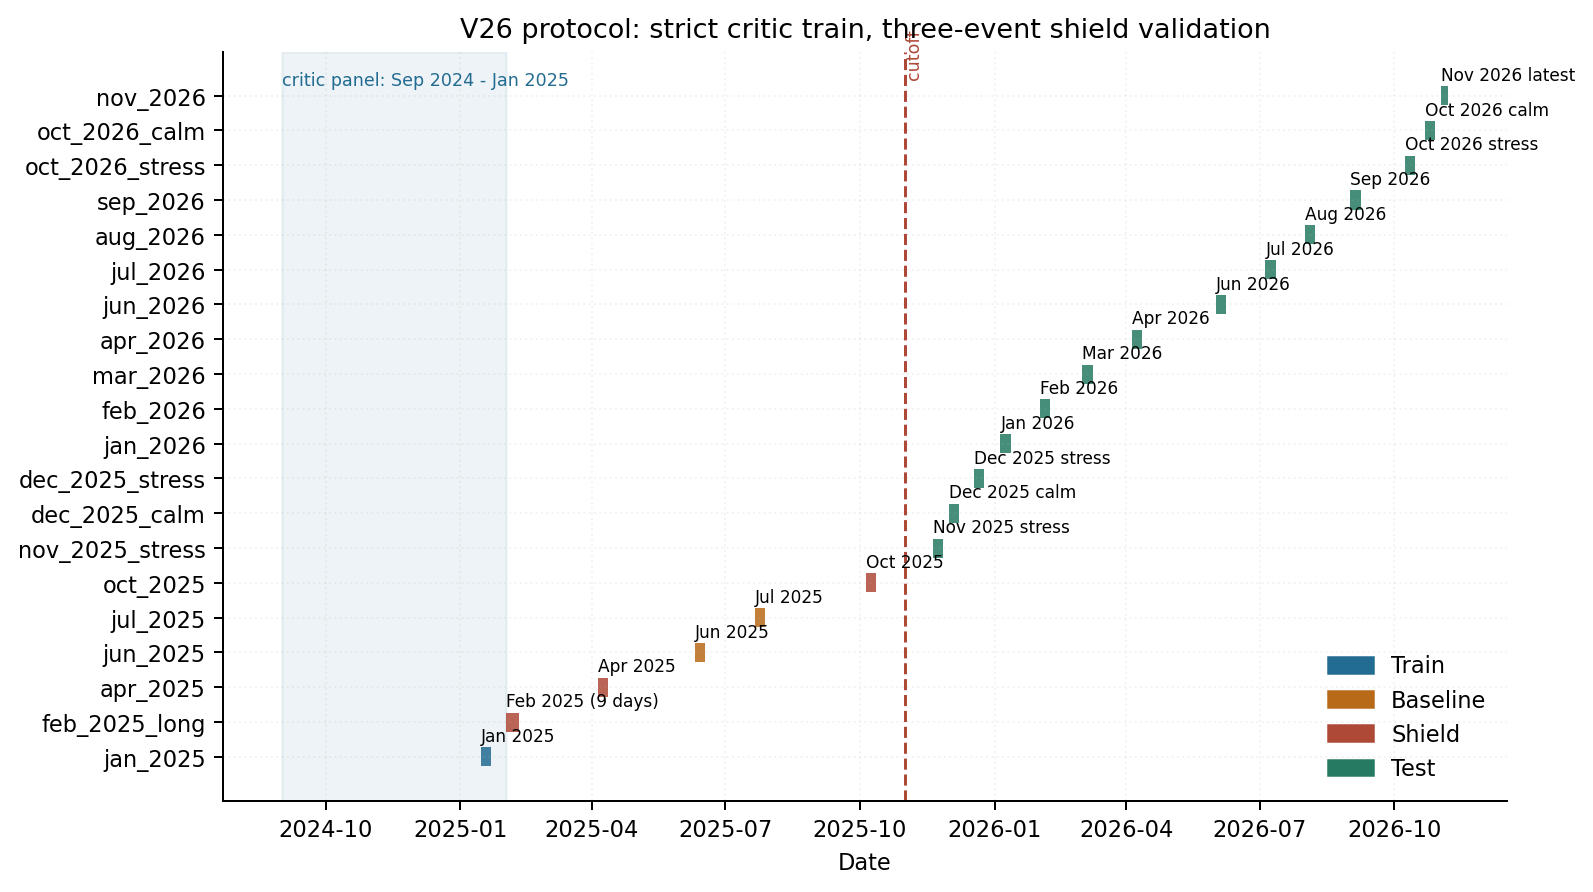 V26 protocol: strict critic train, three-event shield validation
cutoff
critic panel: Sep 2024 - Jan 2025
nov_2026
Nov 2026 latest
oct_2026_calm
Oct 2026 calm
oct_2026_stress
Oct 2026 stress
sep_2026
Sep 2026
aug_2026
Aug 2026
jul_2026
Jul 2026
jun_2026
Jun 2026
apr_2026
Apr 2026
mar_2026
Mar 2026
feb_2026
Feb 2026
jan_2026
Jan 2026
dec_2025_stress
Dec 2025 stress
dec_2025_calm
Dec 2025 calm
nov_2025_stress
Nov 2025 stress
oct_2025
Oct 2025
jul_2025
Jul 2025
jun_2025
Jun 2025
apr_2025
Apr 2025
feb_2025_long
Feb 2025 (9 days)
jan_2025
Jan 2025
Train
Baseline
Shield
Test
2024-10
2025-01
2025-04
2025-07
2025-10
2026-01
2026-04
2026-07
2026-10
Date